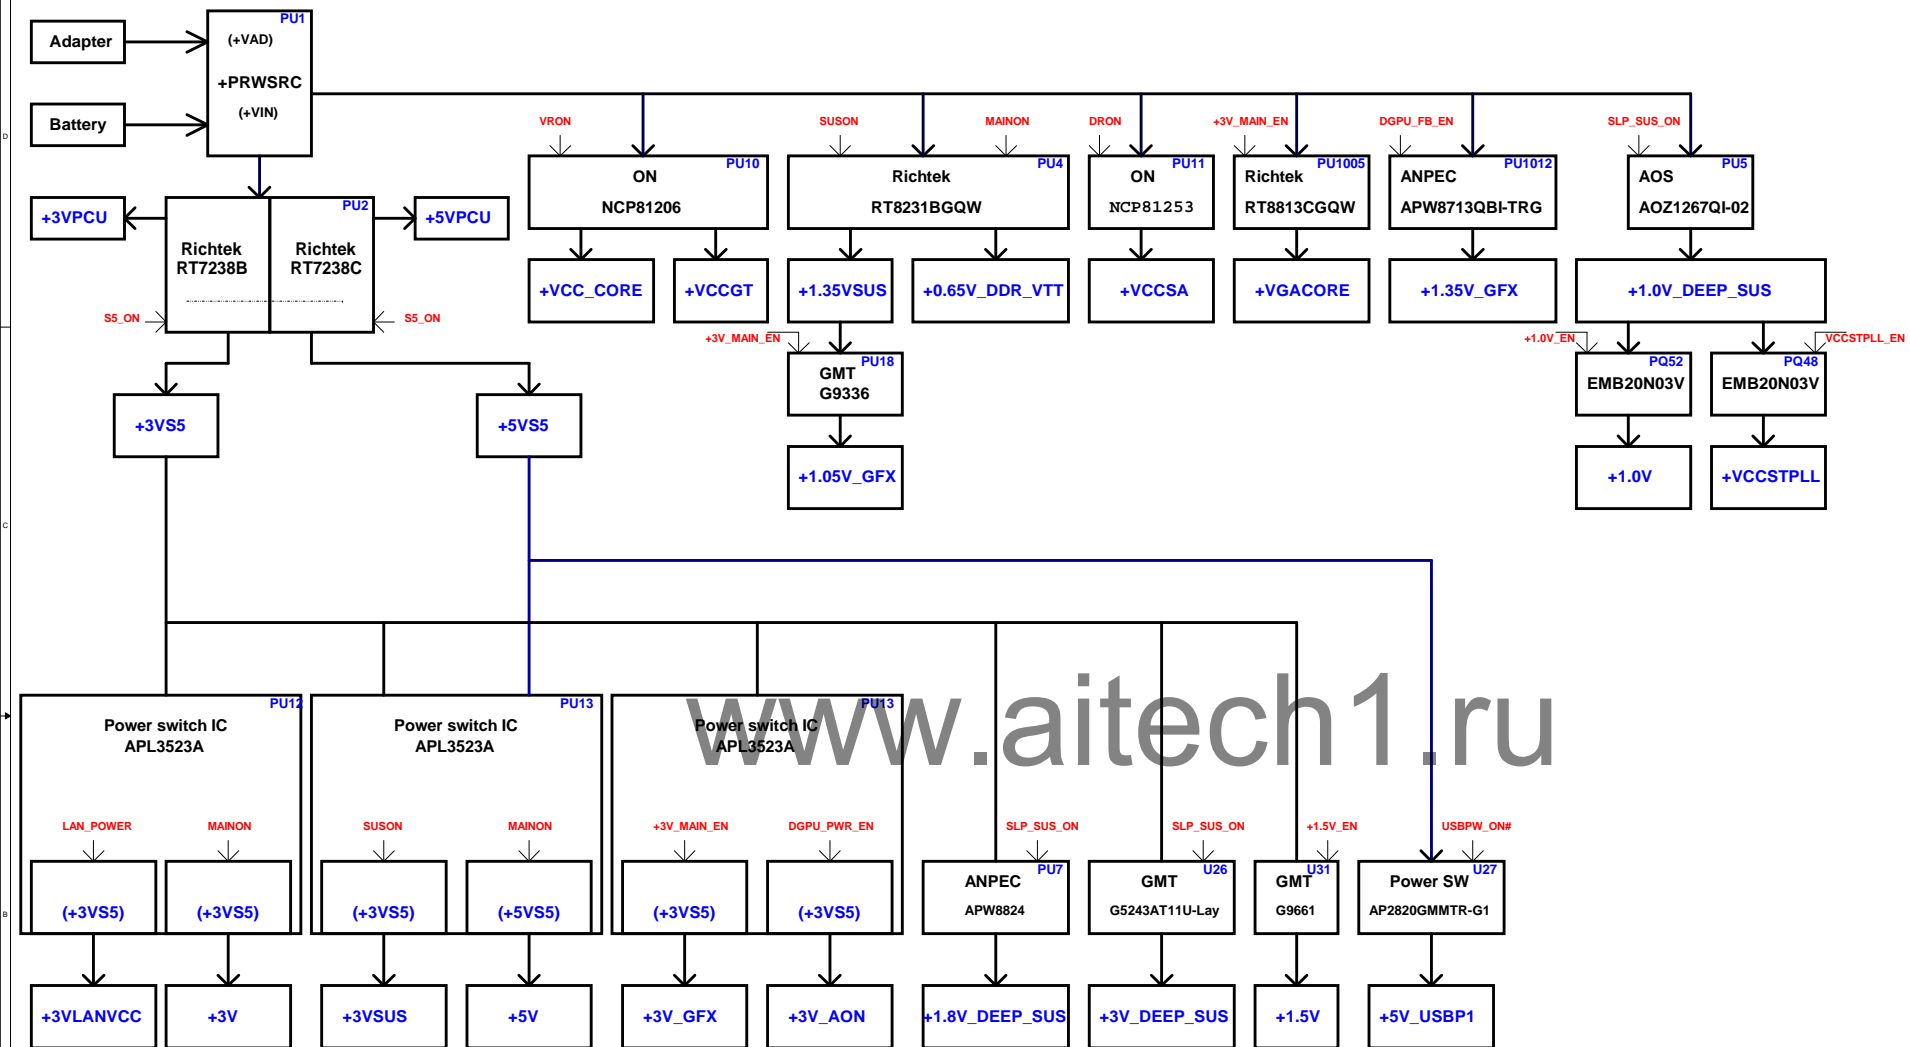 PU1
Adapter
(+VAD)
+PRWSRC
Battery
(+VIN)
VRON
SUSON
MAINON
DRON
+3V_MAIN_EN
DGPU_FB_EN
SLP_SUS_ON
PU10
ON
NCP81206
PU4
Richtek
RT8231BGQW
PU11
ON
NCP81253
PU1005
Richtek
RT8813CGQW
PU1012
ANPEC
APW8713QBI-TRG
PU5
AOS
AOZ1267QI-02
+3VPCU
PU2
+5VPCU
Richtek
RT7238B
Richtek
RT7238C
S5_ON
S5_ON
+VCC_CORE
+VCCGT
+1.35VSUS
+0.65V_DDR_VTT
+VCCSA
+VGACORE
+1.35V_GFX
+1.0V_DEEP_SUS
+3V_MAIN_EN
+1.0V_EN
VCCSTPLL_EN
PU18
GMT
G9336
PQ52
EMB20N03V
PQ48
EMB20N03V
+3VS5
+5VS5
+1.05V_GFX
+1.0V
+VCCSTPLL
D
C
B
PU12
Power switch IC
APL3523A
PU13
Power switch IC
APL3523A
PU13
Power switch IC
APL3523A
www.aitech1.ru
LAN_POWER
MAINON
SUSON
MAINON
+3V_MAIN_EN
DGPU_PWR_EN
SLP_SUS_ON
SLP_SUS_ON
+1.5V_EN
USBPW_ON#
(+3VS5)
(+3VS5)
(+3VS5)
(+5VS5)
(+3VS5)
(+3VS5)
PU7
ANPEC
APW8824
U26
GMT
G5243AT11U-Lay
U31
GMT
G9661
U27
Power SW
AP2820GMMTR-G1
+3VLANVCC
+3V
+3VSUS
+5V
+3V_GFX
+3V_AON
+1.8V_DEEP_SUS
+3V_DEEP_SUS
+1.5V
+5V_USBP1